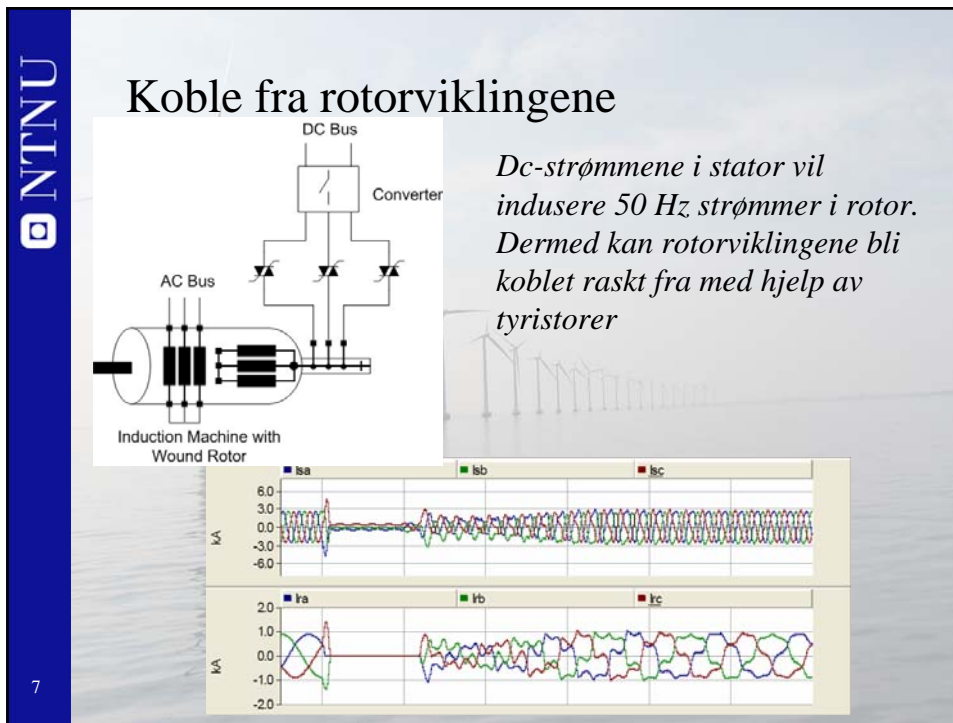 NTNU
Koble fra rotorviklingene
DC Bus
Converter
AC Bus
Induction Machine with
Wound Rotor
Dc-strømmene i stator vil
indusere 50 Hz strømmer i rotor.
Dermed kan rotorviklingene bli
koblet raskt fra med hjelp av
tyristorer
Isa Isb Isc
6.0
3.0
0.0
-3.0
-6.0
kA
Ira Irb Irc
2.0
1.0
0.0
-1.0
-2.0
kA
7